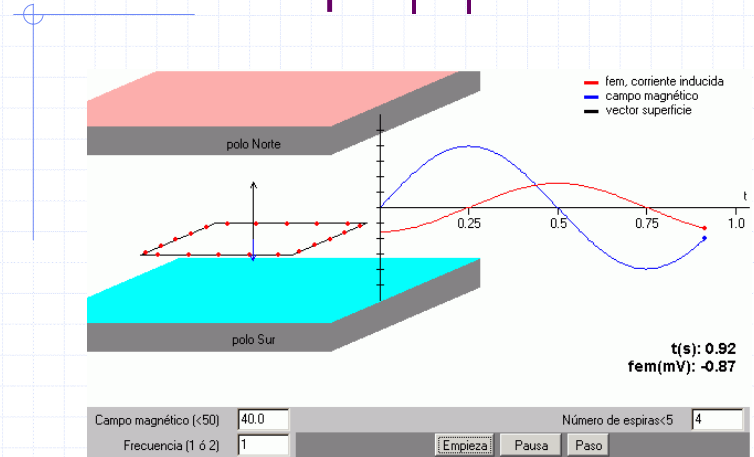 fem, corriente inducida
campo magnético
vector superficie
polo Norte
t
0.25 0.5 0.75 1.0
polo Sur
t(s): 0.92
fem(mV): -0.87
Campo magnético (<50) 40.0 Número de espiras<5 4
Frecuencia (1 ó 2) 1 Empieza Pausa Paso